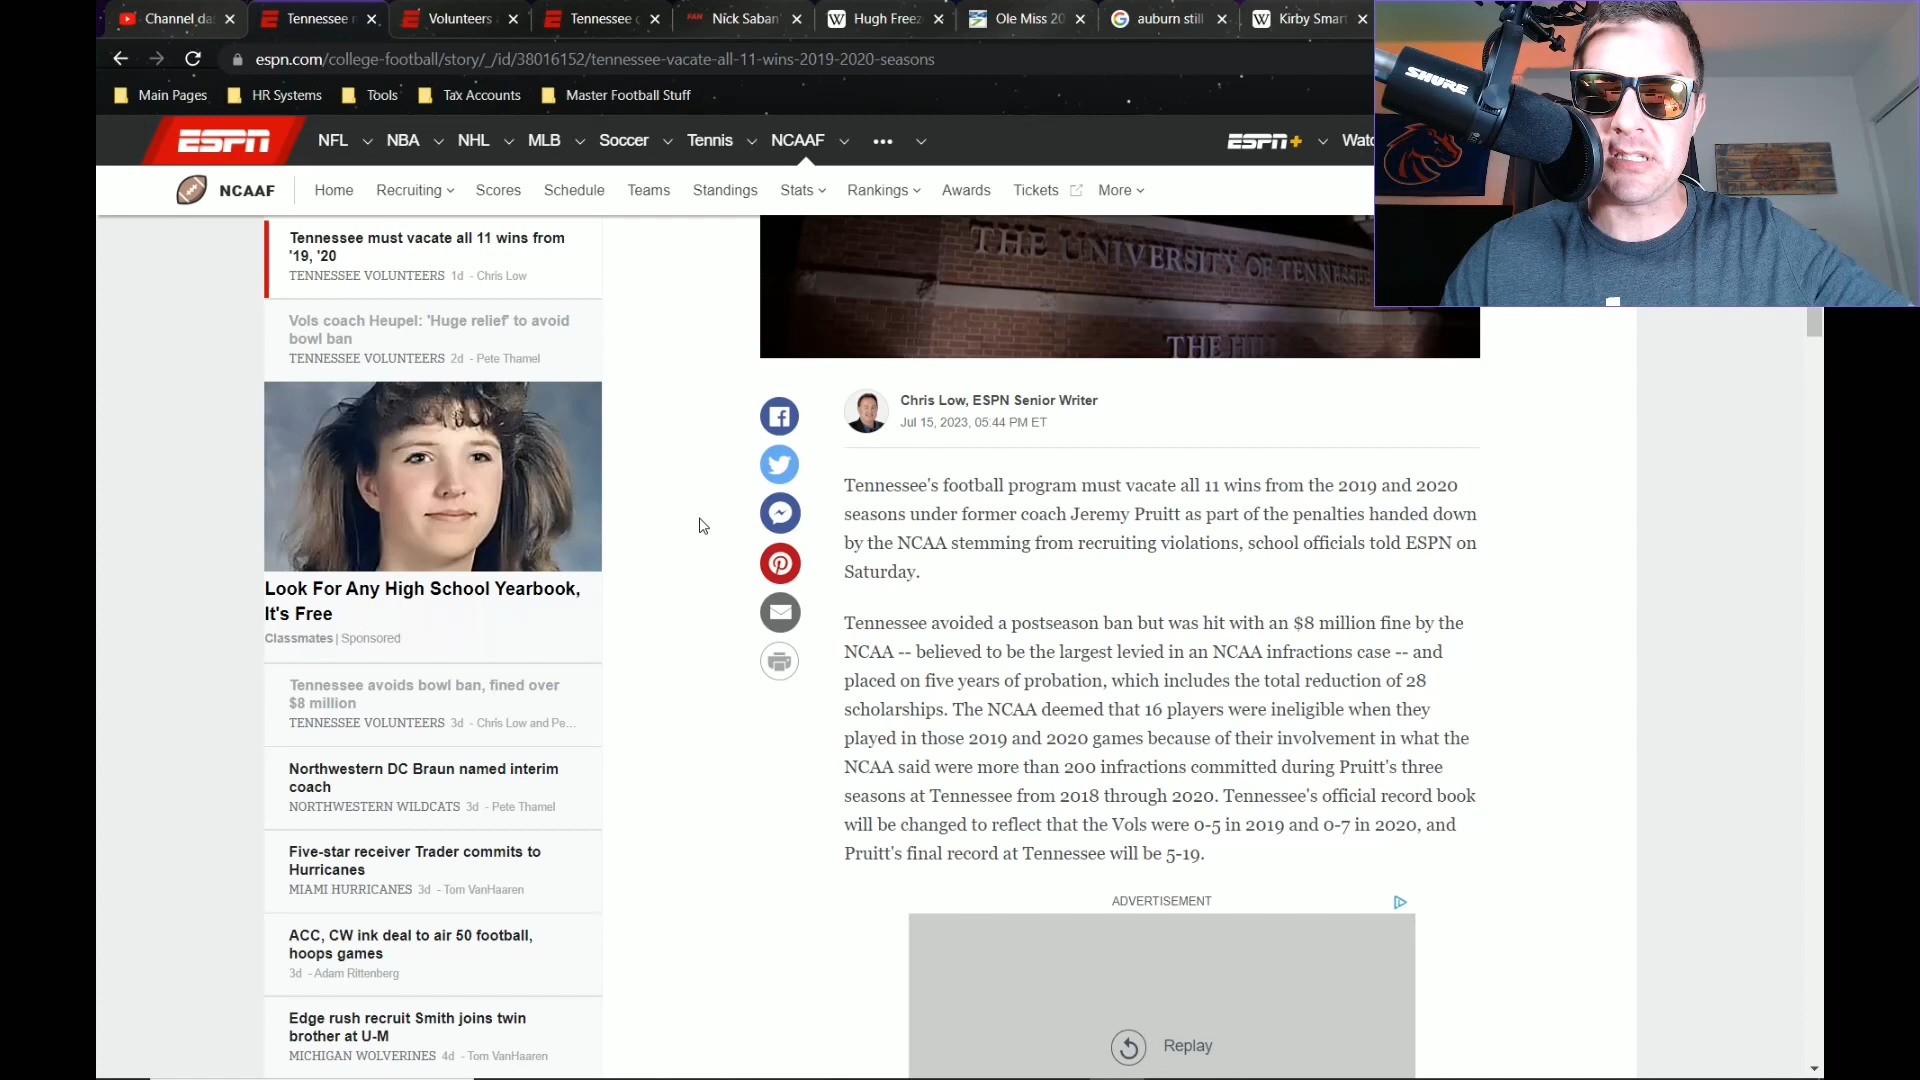 Channel da
Tennessee
Volunteers
Tennessee
FAN
Nick Saban
W
Hugh Freez
Ole Miss 20
auburn still
W
Kirby Smar
espn.com/college-football/story/_/id/38016152/tennessee-vacate-all-11-wins-2019-2020-seasons
Main Pages
HR Systems
Tools
Tax Accounts
Master Football Stuff
SHURE
ESPN
NFL
NBA
NHL
MLB
Soccer
Tennis
NCAAF
•••
ESPN+
Watc
NCAAF
Home
Recruiting
Scores
Schedule
Teams
Standings
Stats
Rankings
Awards
Tickets
More
Tennessee must vacate all 11 wins from
'19, '20
TENNESSEE VOLUNTEERS 1d - Chris Low
Vols coach Heupel: 'Huge relief' to avoid
bowl ban
TENNESSEE VOLUNTEERS 2d - Pete Thamel
Look For Any High School Yearbook,
It's Free
Classmates | Sponsored
Tennessee avoids bowl ban, fined over
$8 million
TENNESSEE VOLUNTEERS 3d - Chris Low and Pe...
Northwestern DC Braun named interim
coach
NORTHWESTERN WILDCATS 3d - Pete Thamel
Five-star receiver Trader commits to
Hurricanes
MIAMI HURRICANES 3d - Tom VanHaaren
ACC, CW ink deal to air 50 football,
hoops games
3d - Adam Rittenberg
Edge rush recruit Smith joins twin
brother at U-M
MICHIGAN WOLVERINES 4d - Tom VanHaaren
THE UNIVERSITY OF TENNESSEE
THE HILL
Chris Low, ESPN Senior Writer
Jul 15, 2023, 05:44 PM ET
Tennessee's football program must vacate all 11 wins from the 2019 and 2020
seasons under former coach Jeremy Pruitt as part of the penalties handed down
by the NCAA stemming from recruiting violations, school officials told ESPN on
Saturday.
Tennessee avoided a postseason ban but was hit with an $8 million fine by the
NCAA -- believed to be the largest levied in an NCAA infractions case -- and
placed on five years of probation, which includes the total reduction of 28
scholarships. The NCAA deemed that 16 players were ineligible when they
played in those 2019 and 2020 games because of their involvement in what the
NCAA said were more than 200 infractions committed during Pruitt's three
seasons at Tennessee from 2018 through 2020. Tennessee's official record book
will be changed to reflect that the Vols were 0-5 in 2019 and 0-7 in 2020, and
Pruitt's final record at Tennessee will be 5-19.
ADVERTISEMENT
Replay